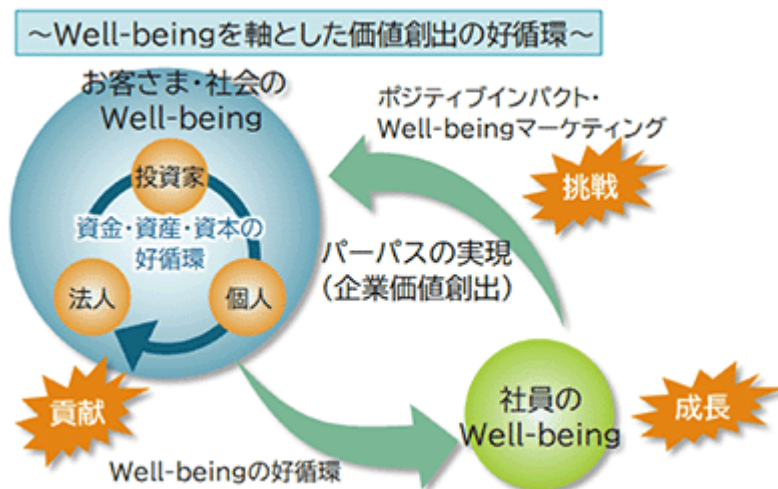 ～Well-beingを軸とした価値創出の好循環～
お客さま・社会の
Well-being
投資家
資金・資産・資本の
好循環
法人
個人
貢献
ポジティブインパクト・
Well-beingマーケティング
挑戦
パーパスの実現
（企業価値創出）
社員の
Well-being
成長
Well-beingの好循環